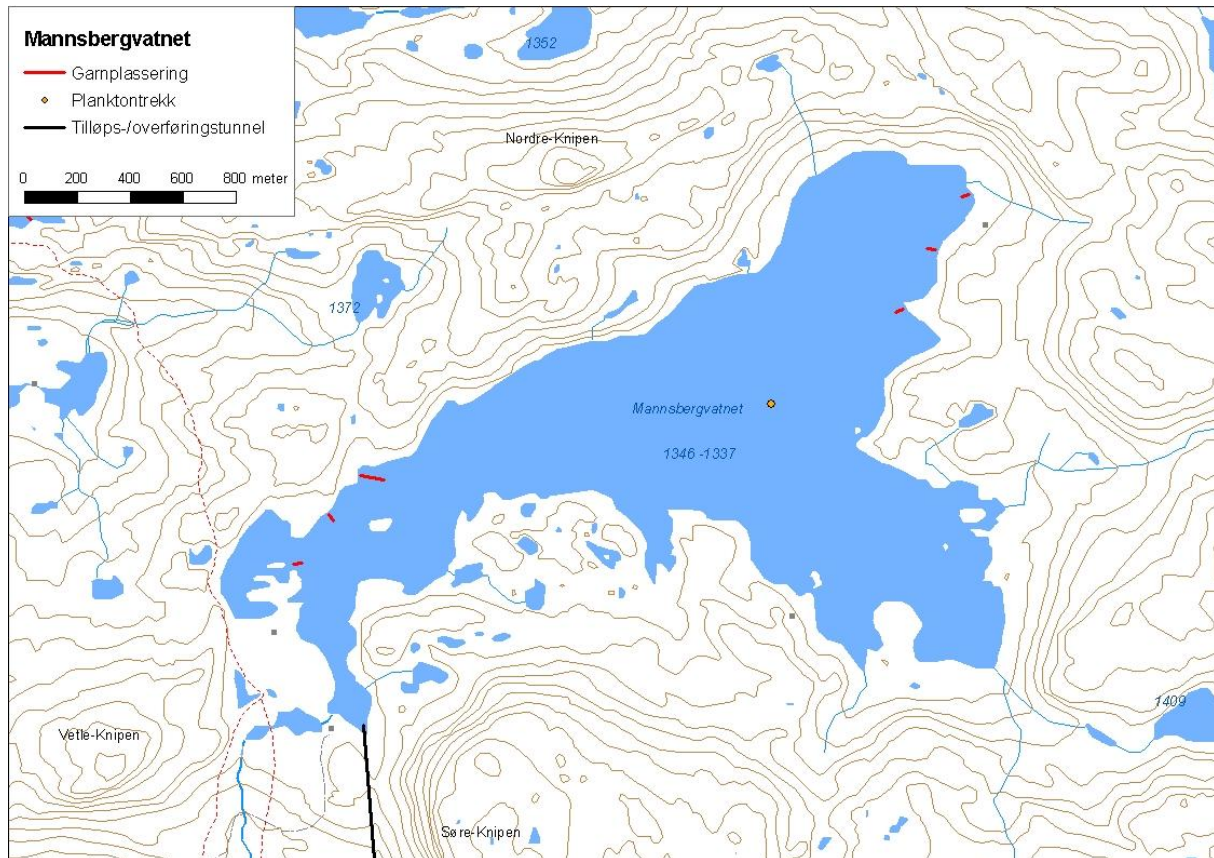 Mannsbergvatnet
Garnplassering
Planktontrekk
Tilløps-/overføringstunnel
0 200 400 600 800 meter
1352
Nordre-Knipen
1372
Mannsbergvatnet
1346 -1337
1409
Vetle-Knipen
Søre-Knipen